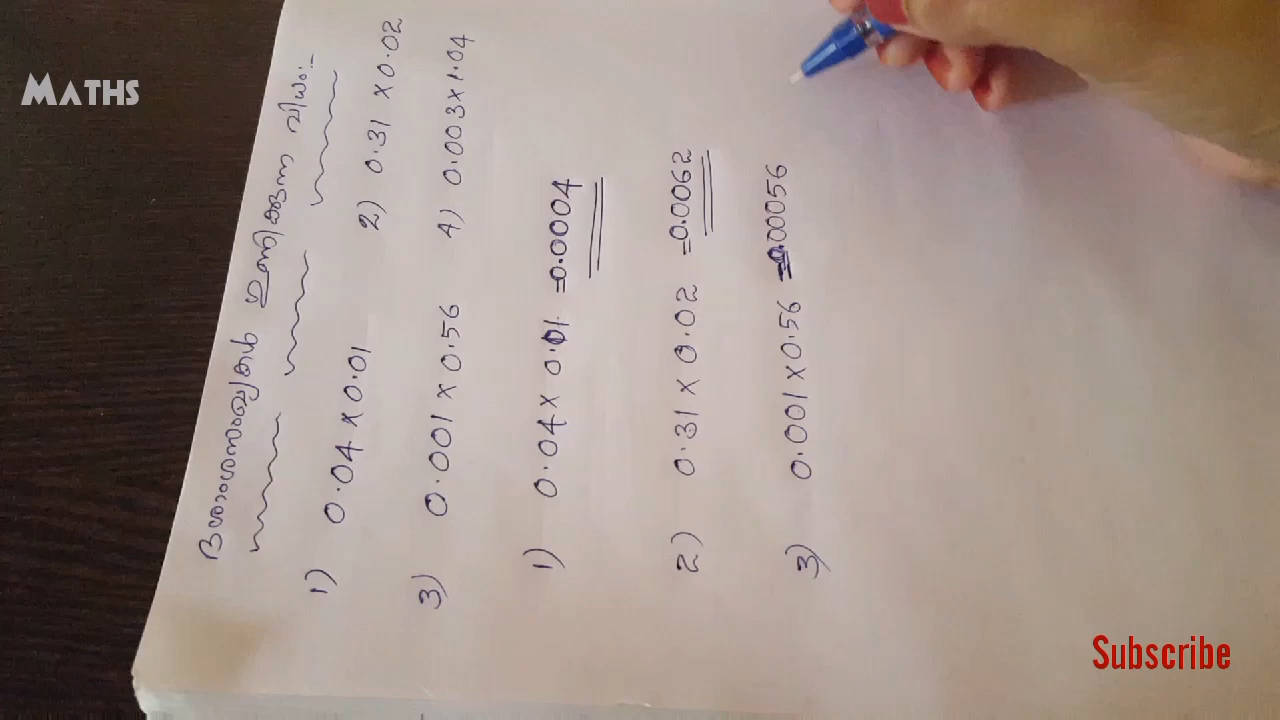 MATHS
ദശാംശസംഖ്യകൾ ഗുണിക്കുന്ന വിധം:-
1) 0.04 x 0.01 2) 0.31 x 0.02
3) 0.001 x 0.56 4) 0.003 x 1.04
1) 0.04 x 0.01 =0.0004
2) 0.31 x 0.02 =0.0062
3) 0.001 x 0.56 =0.00056
Subscribe